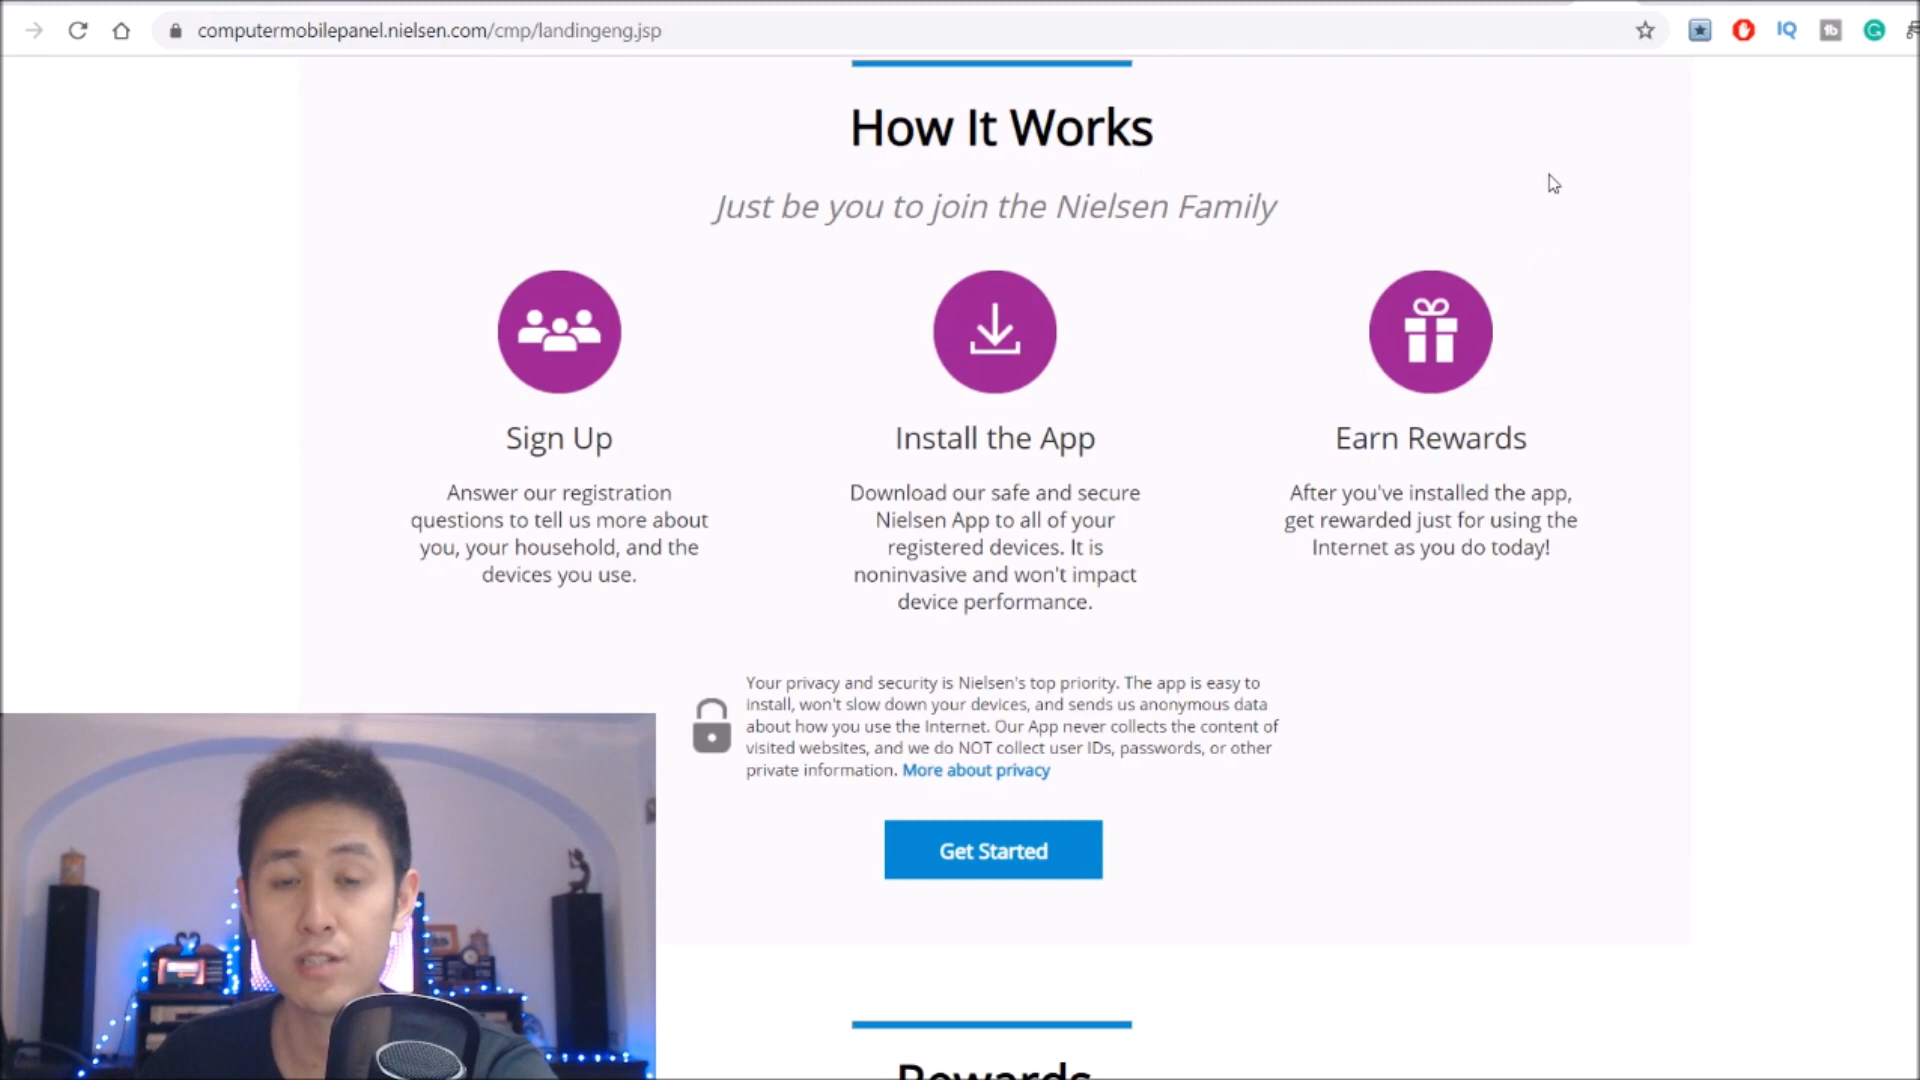 computermobilepanel.nielsen.com/cmp/landingeng.jsp
IQ
How It Works
Just be you to join the Nielsen Family
Sign Up
Answer our registration
questions to tell us more about
you, your household, and the
devices you use.
Install the App
Download our safe and secure
Nielsen App to all of your
registered devices. It is
noninvasive and won't impact
device performance.
Earn Rewards
After you've installed the app,
get rewarded just for using the
Internet as you do today!
Your privacy and security is Nielsen's top priority. The app is easy to
install, won't slow down your devices, and sends us anonymous data
about how you use the Internet. Our App never collects the content of
visited websites, and we do NOT collect user IDs, passwords, or other
private information. More about privacy
Get Started
Rewards